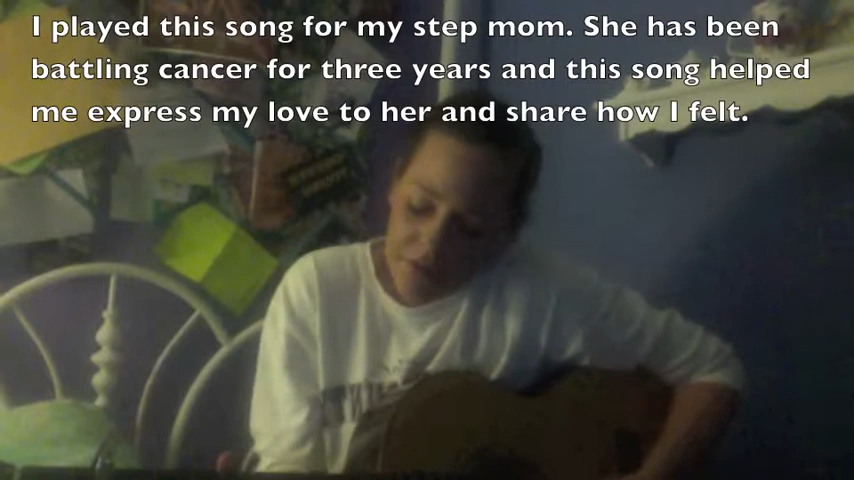 I played this song for my step mom. She has been
battling cancer for three years and this song helped
me express my love to her and share how I felt.